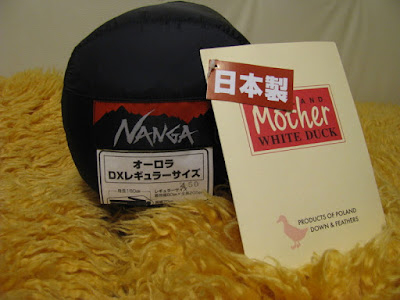 NANGA
オーロラ
DXレギュラーサイズ
日本製
AND
Mother
WHITE DUCK
PRODUCTS OF POLAND
DOWN & FEATHERS